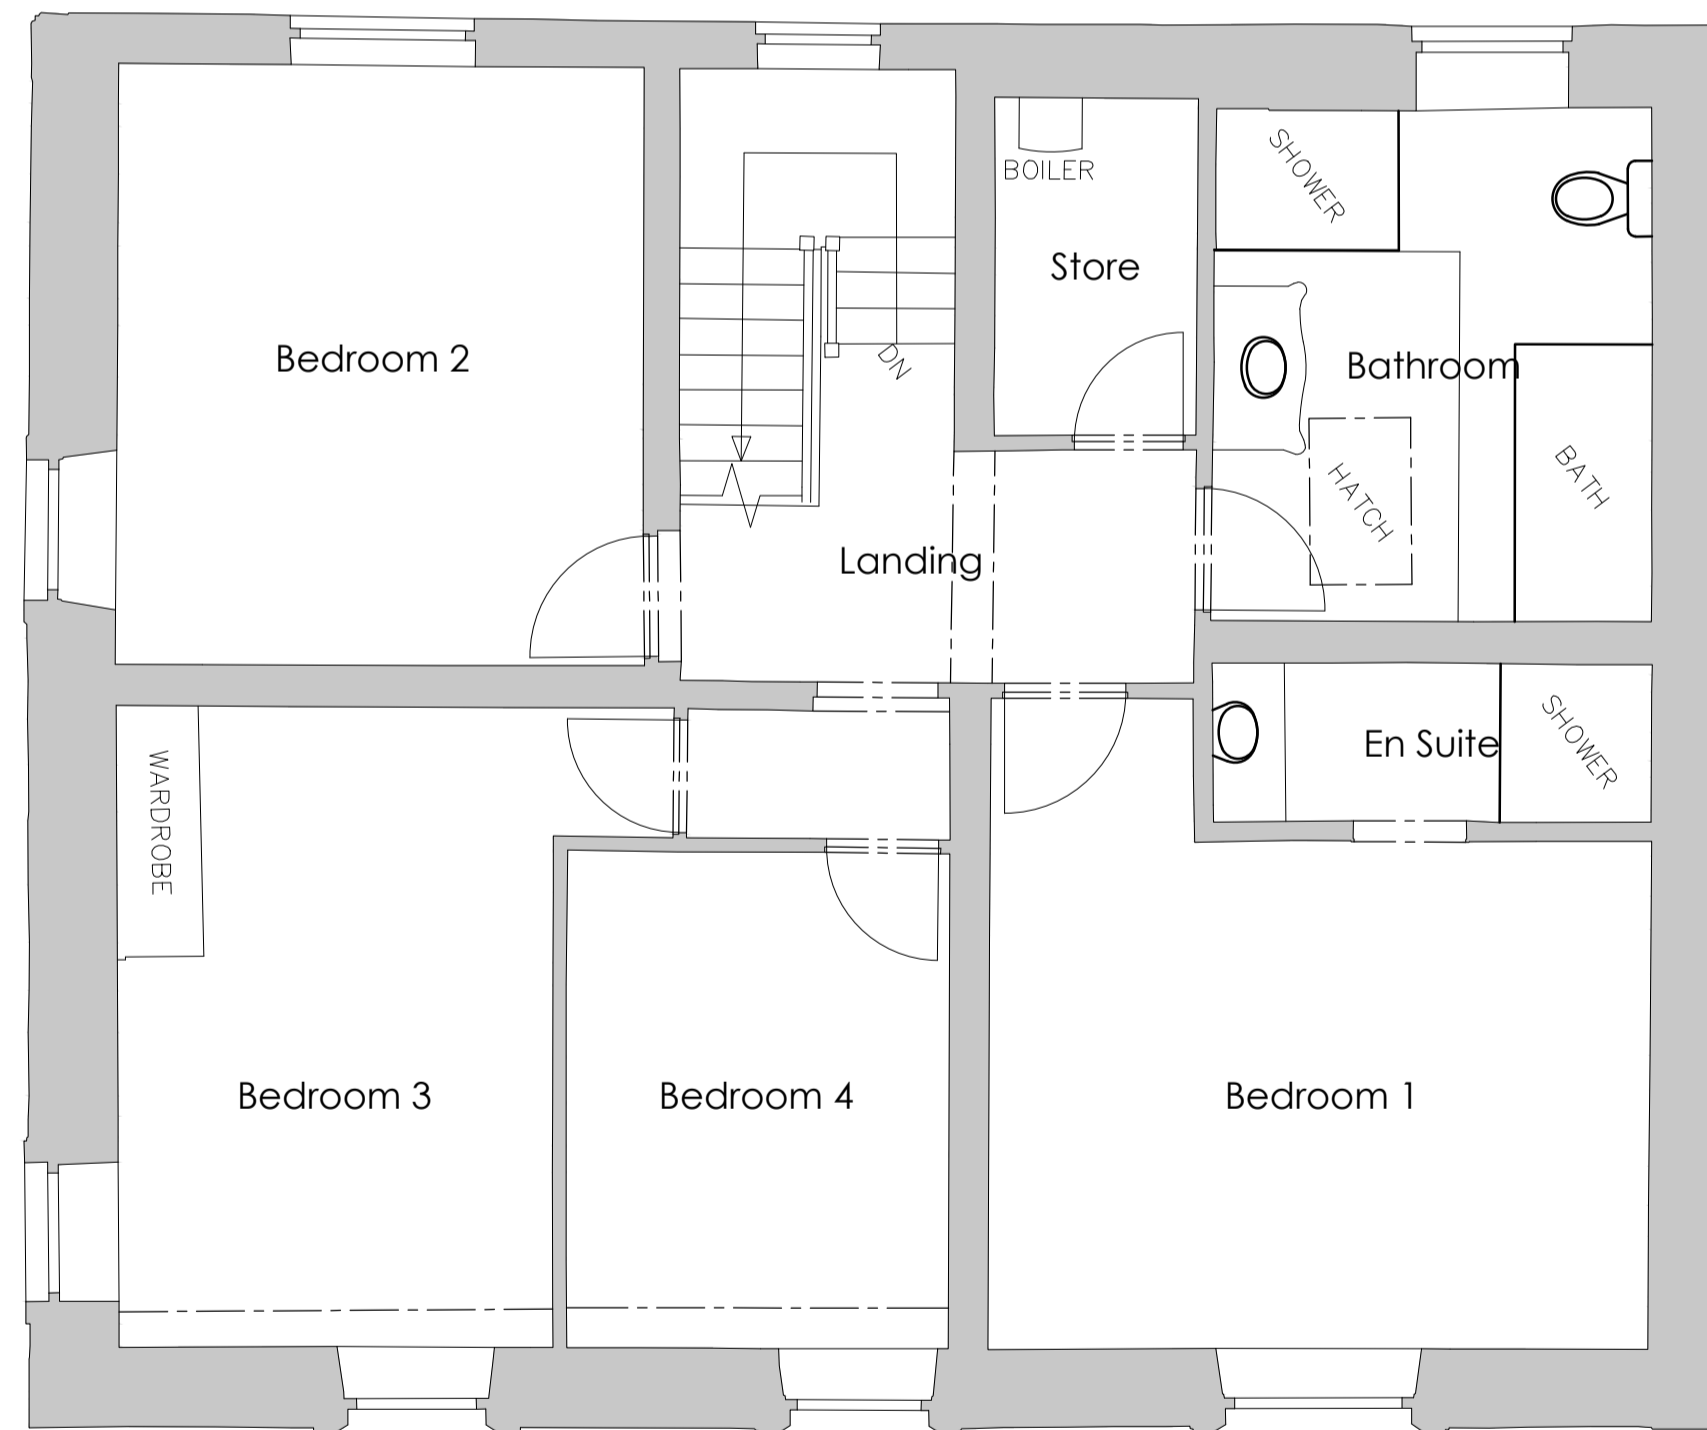 SHOWER
BOILER
Store
Bedroom 2
DN
Bathroom
BATH
HATCH
Landing
En Suite
SHOWER
WARDROBE
Bedroom 3
Bedroom 4
Bedroom 1